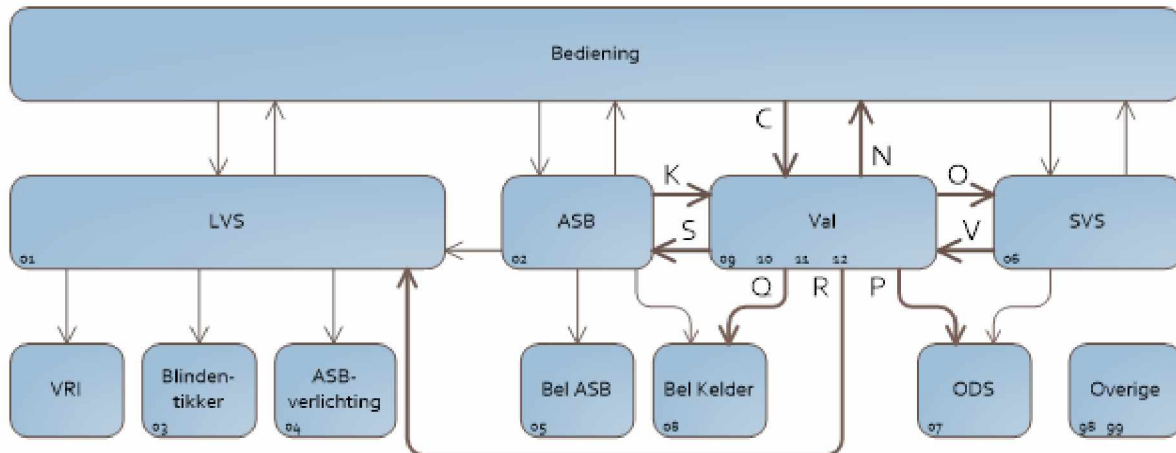 Bediening
C
N
K
O
LVS
ASB
Val
SVS
S
V
01
02
09 10 11 12
06
Q
R
P
VRI
Blinden-
tikker
ASB-
verlichting
Bel ASB
Bel Kelder
ODS
Overige
03
04
05
08
07
98 99